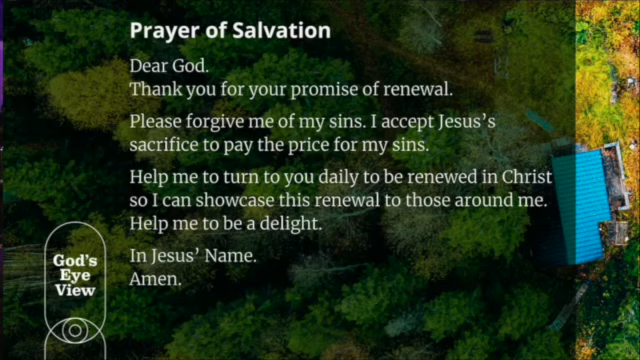 Prayer of Salvation
Dear God.
Thank you for your promise of renewal.
Please forgive me of my sins. I accept Jesus’s
sacrifice to pay the price for my sins.
Help me to turn to you daily to be renewed in Christ
so I can showcase this renewal to those around me.
Help me to be a delight.
In Jesus’ Name.
Amen.
God's
Eye
View